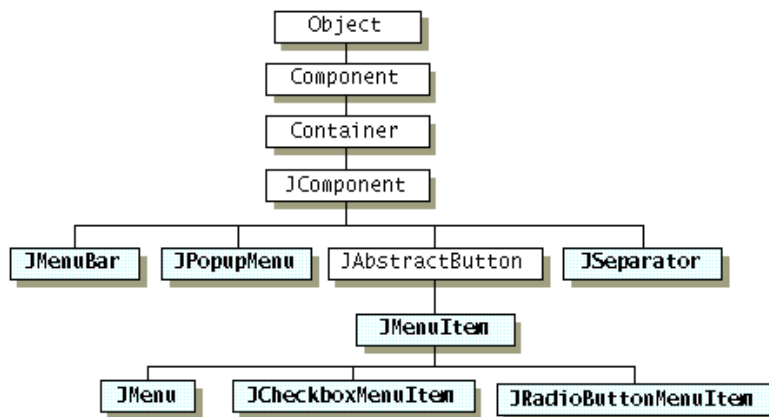 Object
Component
Container
JComponent
JMenuBar JPopupMenu JAbstractButton JSeparator
JMenuItem
JMenu JCheckboxMenuItem JRadioButtonMenuItem